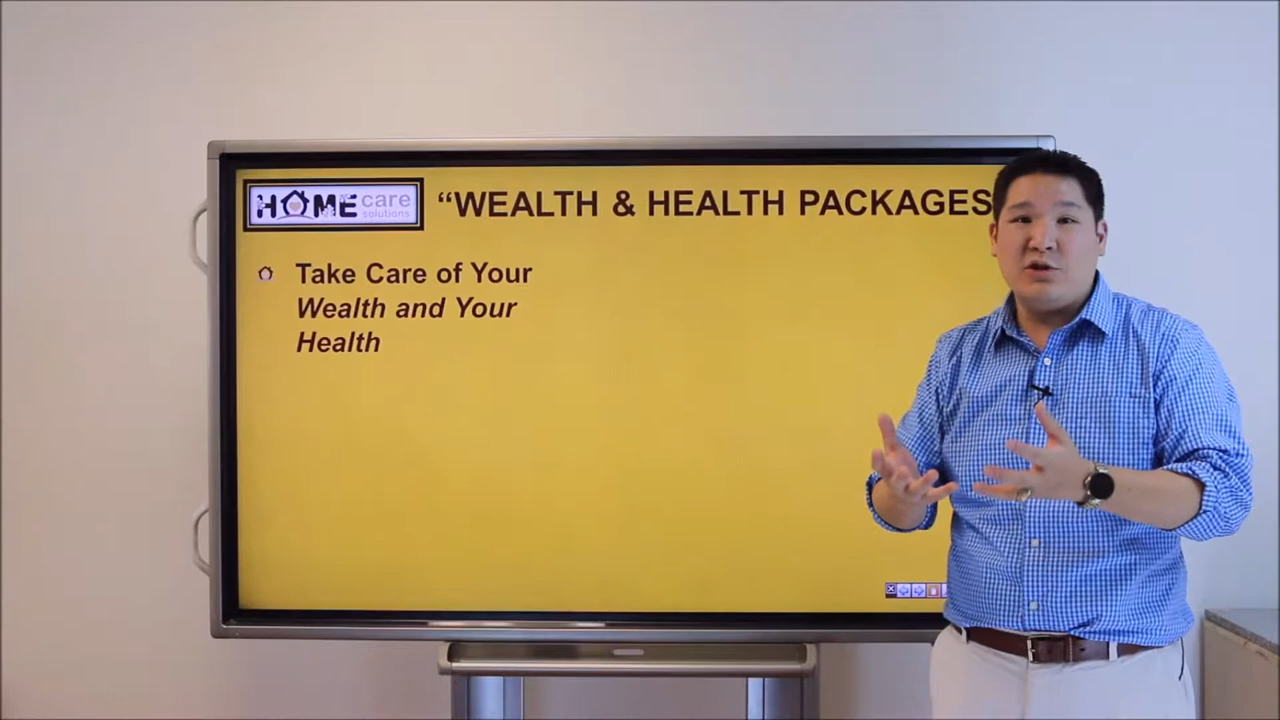 HOME care
solutions
“WEALTH & HEALTH PACKAGES
Take Care of Your
Wealth and Your
Health